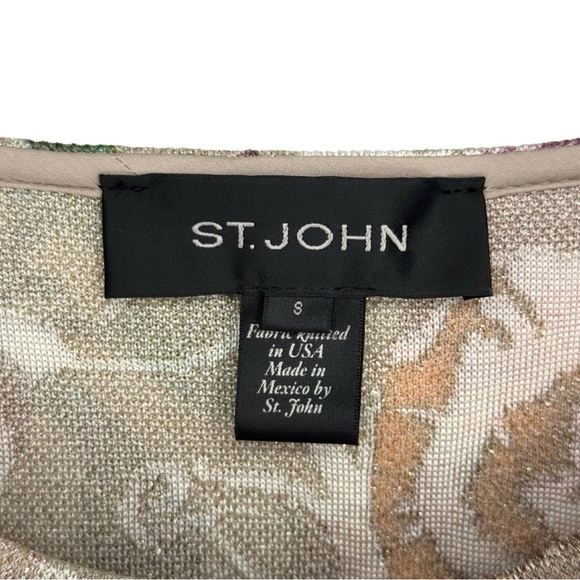 ST. JOHN
S
Fabric knitted
in USA
Made in
Mexico by
St. John